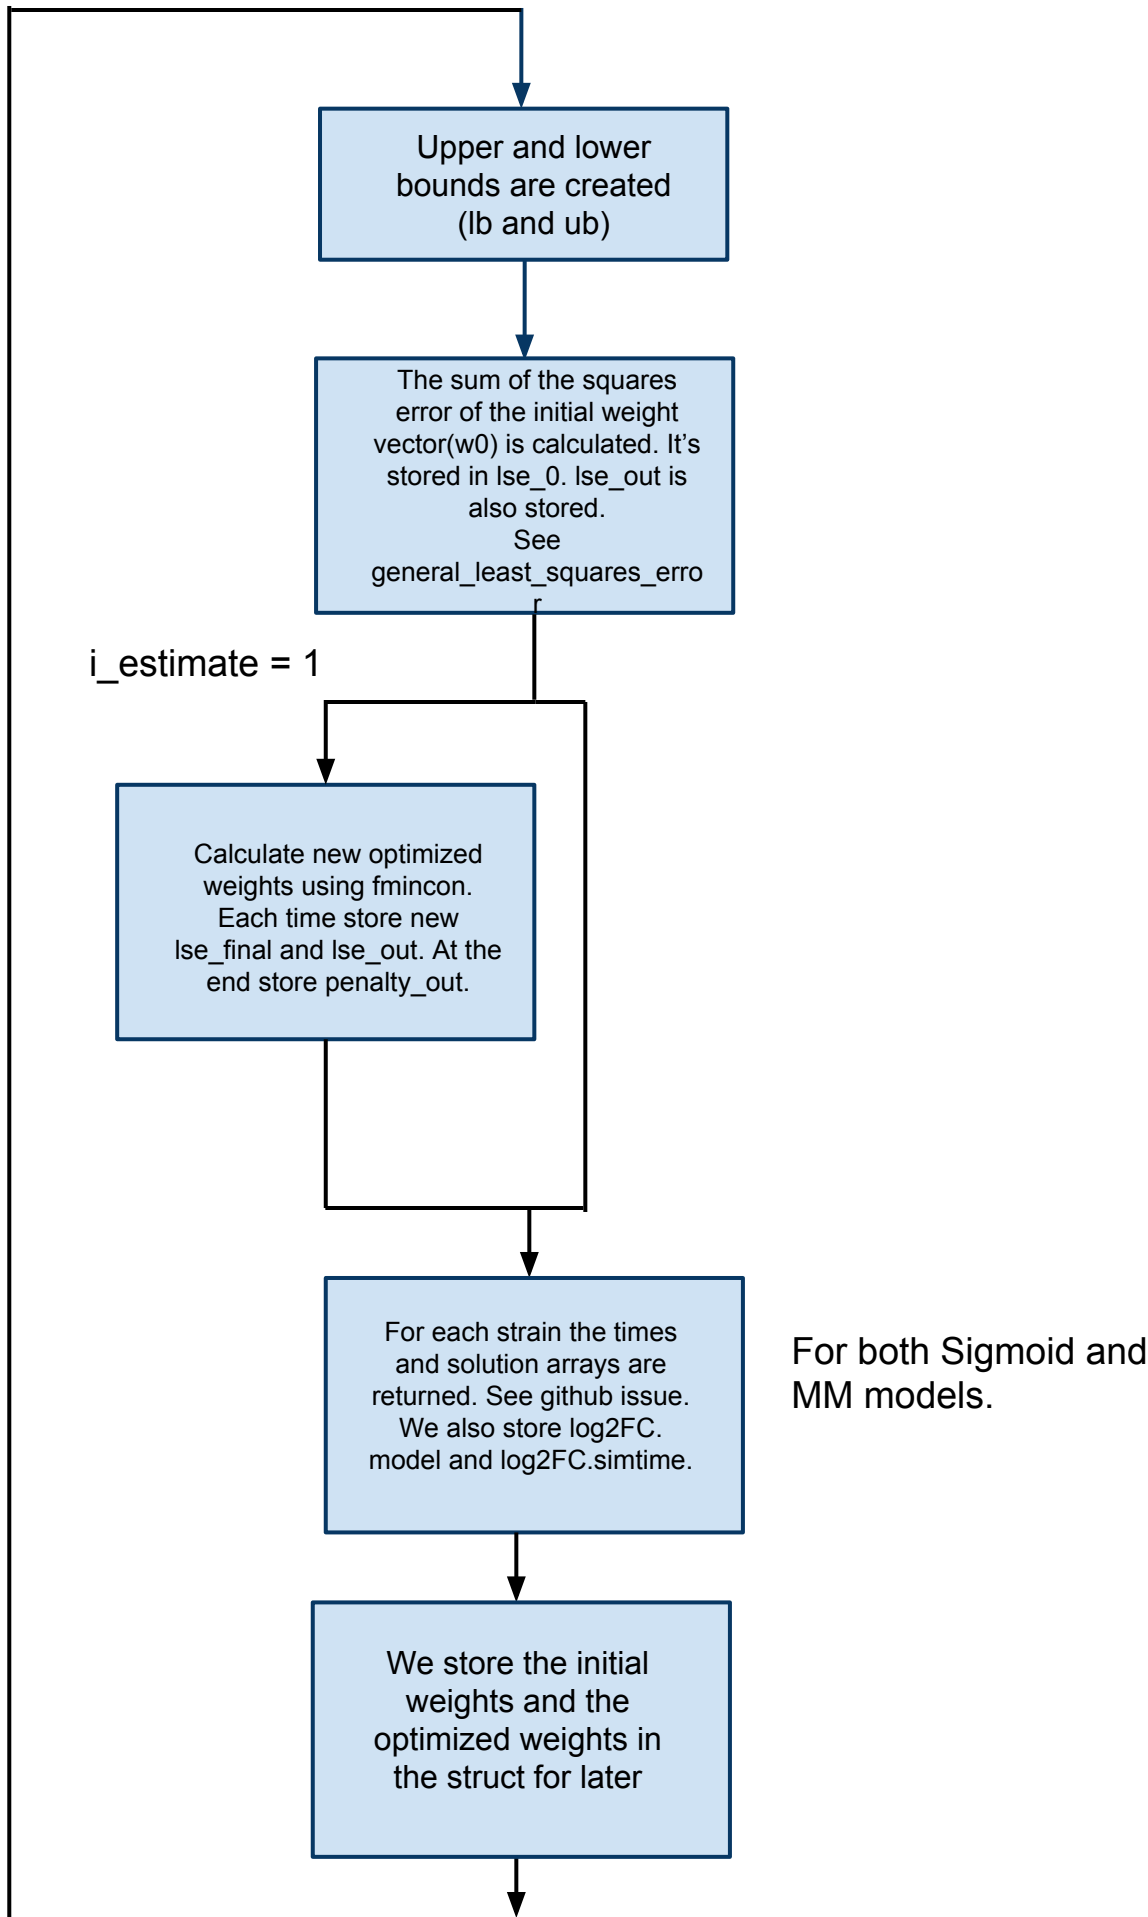 Upper and lower
bounds are created
(lb and ub)
The sum of the squares
error of the initial weight
vector(w0) is calculated. It's
stored in lse_0. lse_out is
also stored.
See
general_least_squares_erro
r
i_estimate = 1
Calculate new optimized
weights using fmincon.
Each time store new
lse_final and lse_out. At the
end store penalty_out.
For each strain the times
and solution arrays are
returned. See github issue.
We also store log2FC.
model and log2FC.simtime.
For both Sigmoid and
MM models.
We store the initial
weights and the
optimized weights in
the struct for later